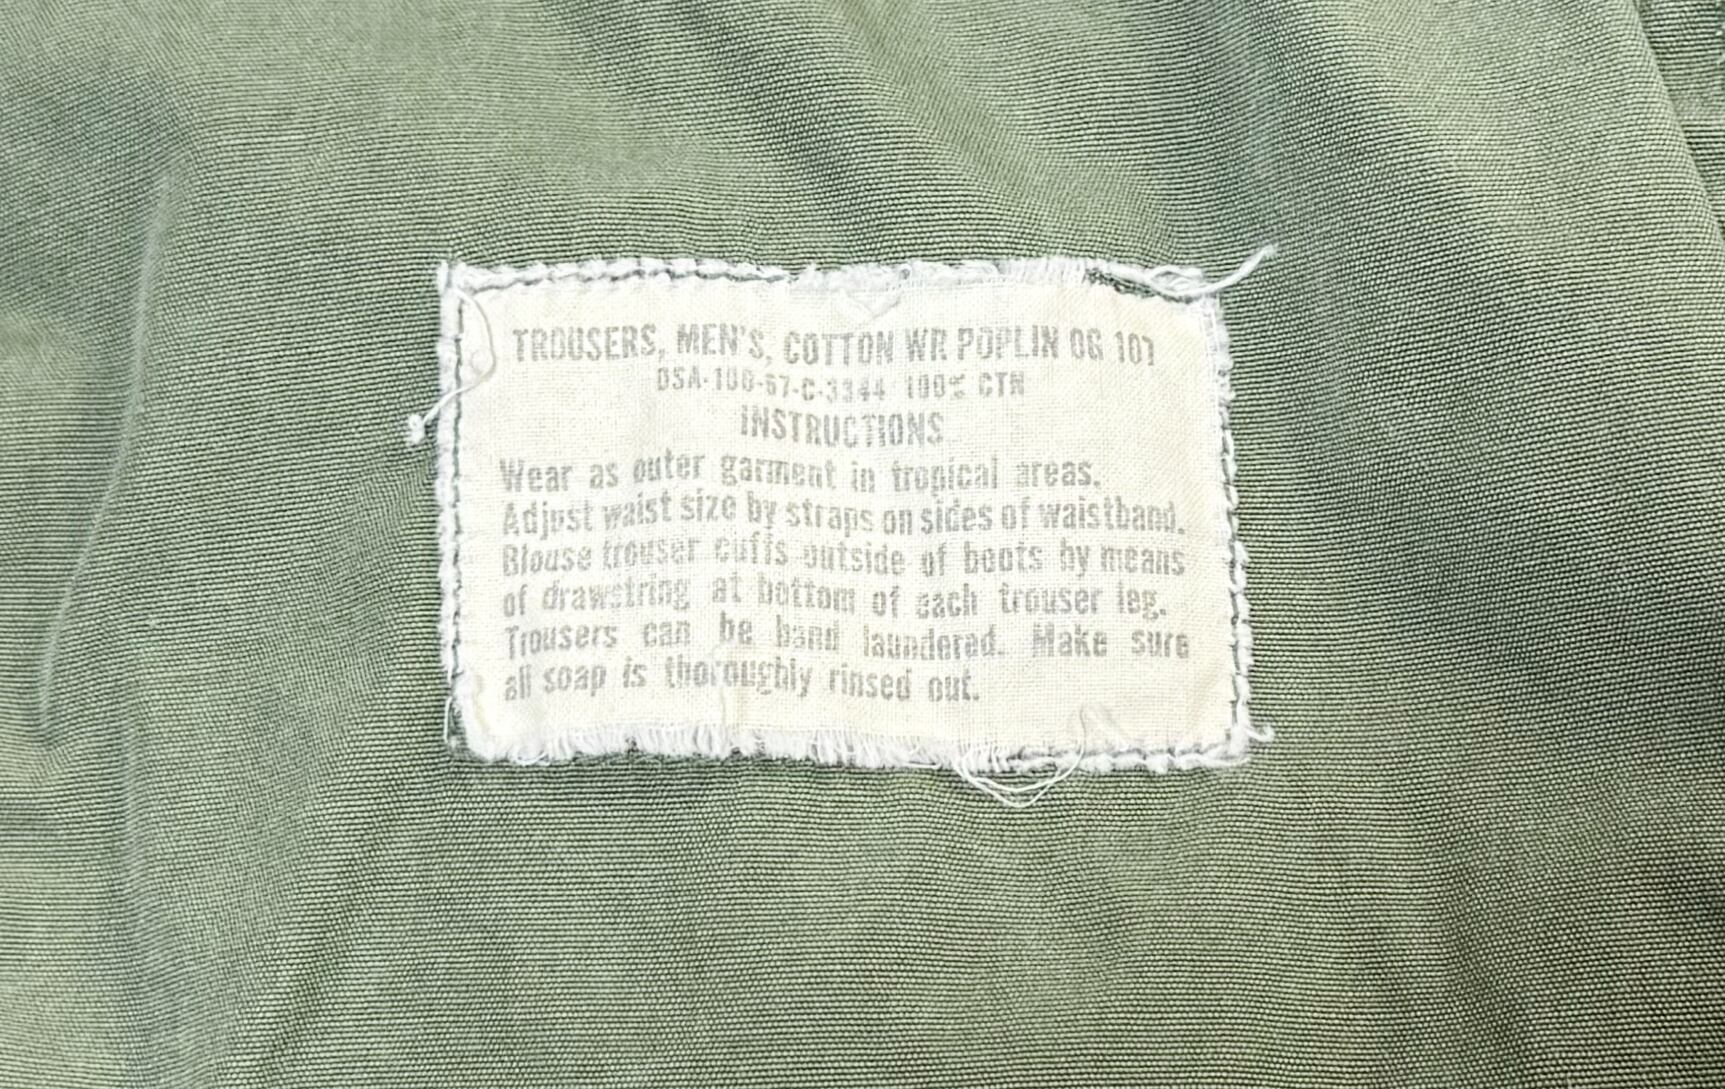 TROUSERS, MEN'S, COTTON WR POPLIN OG 107
DSA-100-67-C-3344 100% CTN
INSTRUCTIONS
Wear as outer garment in tropical areas.
Adjust waist size by straps on sides of waistband.
Blouse trouser cuffs outside of boots by means
of drawstring at bottom of each trouser leg.
Trousers can be hand laundered. Make sure
all soap is thoroughly rinsed out.